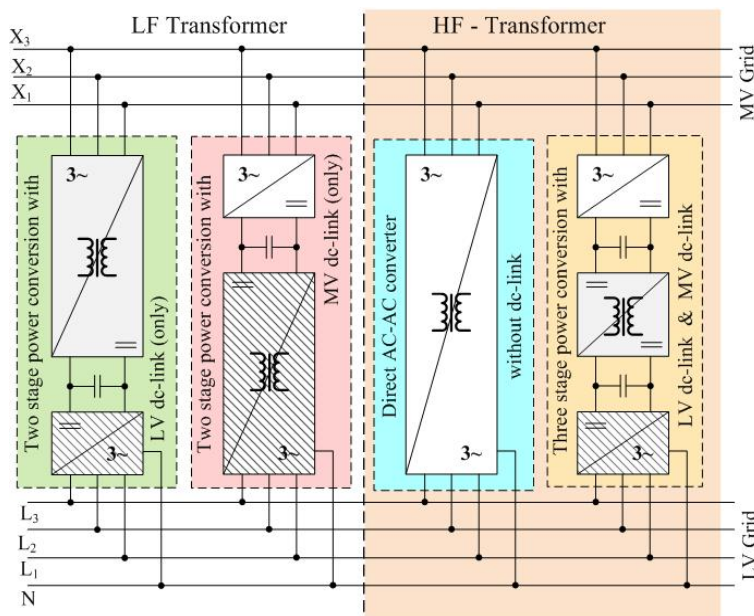 LF Transformer
HF - Transformer
X3
X2
X1
MV Grid
Two stage power conversion with
LV dc-link (only)
3~
3~
Two stage power conversion with
MV dc-link (only)
3~
3~
Direct AC-AC converter
without dc-link
3~
3~
Three stage power conversion with
LV dc-link & MV dc-link
3~
3~
L3
L2
L1
N
LV Grid